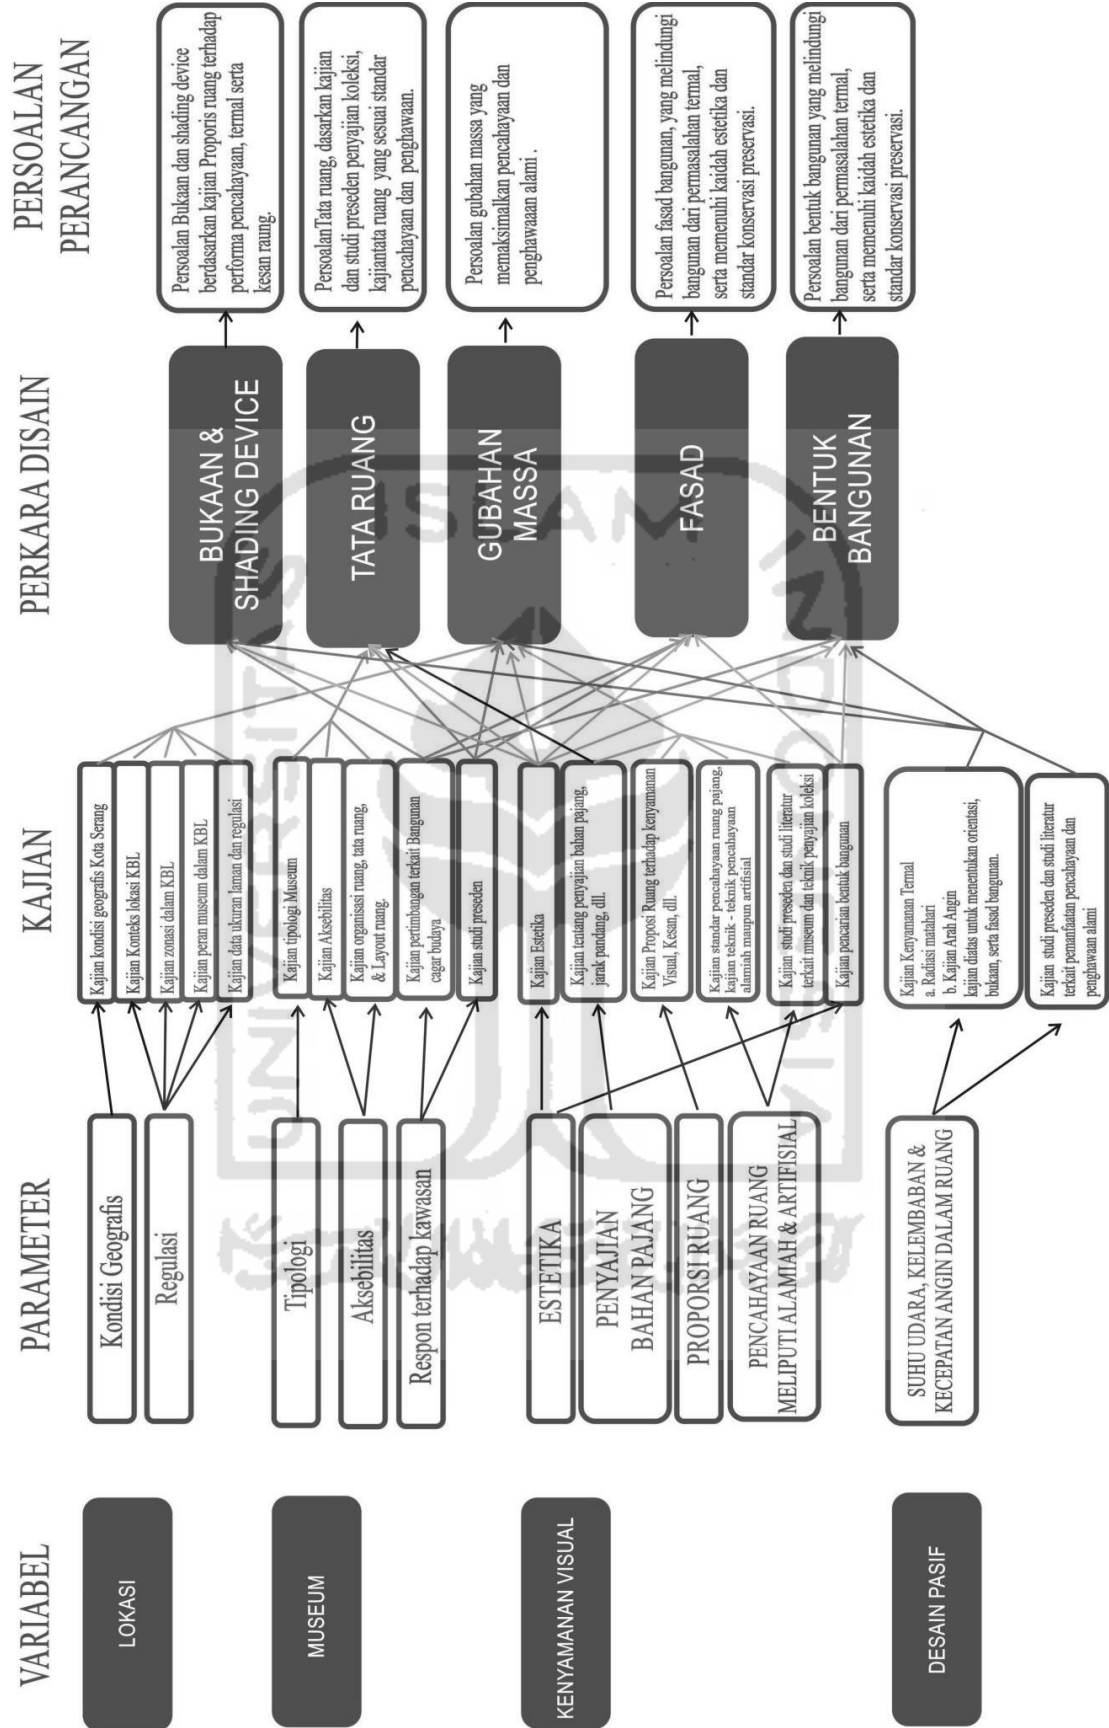 VARIABEL
LOKASI
MUSEUM
KENYAMANAN VISUAL
DESAIN PASIF
PARAMETER
Kondisi Geografis
Regulasi
Tipologi
Aksebilitas
Respon terhadap kawasan
ESTETIKA
PENYAJIAN
BAHAN PAJANG
PROPORSI RUANG
PENCAHAYAAN RUANG
MELIPUTI ALAMIAH & ARTIFISIAL
SUHU UDARA, KELEMBABAN &
KECEPATAN ANGIN DALAM RUANG
KAJIAN
Kajian kondisi geografis Kota Serang
Kajian Konteks lokasi KBL
Kajian zonasi dalam KBL
Kajian peran museum dalam KBL
Kajian data ukuran laman dan regulasi
Kajian tipologi Museum
Kajian Aksebilitas
Kajian organisasi ruang, tata ruang,
& Layout ruang.
Kajian pertimbangan terkait Bangunan
cagar budaya
Kajian studi preseden
Kajian Estetika
Kajian tentang penyajian bahan pajang,
jarak pandang, dll.
Kajian Proposi Ruang terhadap kenyamanan
Visual, Kesan, dll.
Kajian standar pencahayaan ruang pajang,
kajian teknik - teknik pencahayaan
alamiah maupun artifisial
Kajian studi preseden dan studi literatur
terkait museum dan teknik penyajian koleksi
Kajian pencarian bentuk bangunan
Kajian Kenyamanan Termal
a. Radiasi matahari
b. Kajian Arah Angin
kajian diatas untuk menentukan orientasi,
bukaan, serta fasad bangunan.
Kajian studi preseden dan studi literatur
terkait pemanfaatan pencahayaan dan
penghawaan alami
PERKARA DISAIN
BUKAAN &
SHADING DEVICE
TATA RUANG
GUBAHAN
MASSA
FASAD
BENTUK
BANGUNAN
PERSOALAN
PERANCANGAN
Persoalan Bukaan dan shading device
berdasarkan kajian Proporis ruang terhadap
performa pencahayaan, termal serta
kesan raung.
PersoalanTata ruang, dasarkan kajian
dan studi preseden penyajian koleksi,
kajiantata ruang yang sesuai standar
pencahayaan dan penghawaan.
Persoalan gubahan massa yang
memaksimalkan pencahayaan dan
penghawaaan alami .
Persoalan fasad bangunan, yang melindungi
bangunan dari permasalahan termal,
serta memenuhi kaidah estetika dan
standar konservasi preservasi.
Persoalan bentuk bangunan yang melindungi
bangunan dari permasalahan termal,
serta memenuhi kaidah estetika dan
standar konservasi preservasi.
UNIVERSITAS
ISLAM
INDONESIA